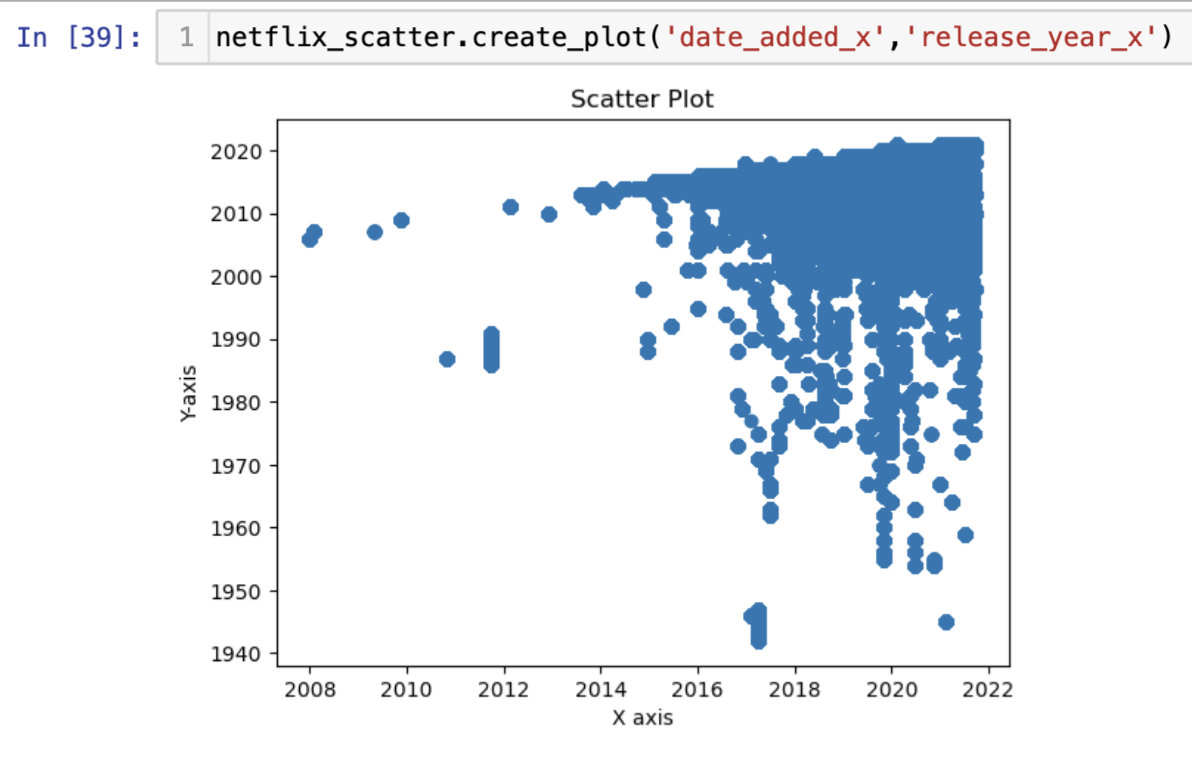 In [39]: 1 netflix_scatter.create_plot('date_added_x','release_year_x')
Scatter Plot
2020
2010
2000
1990
1980
1970
1960
1950
1940
Y-axis
2008 2010 2012 2014 2016 2018 2020 2022
X axis